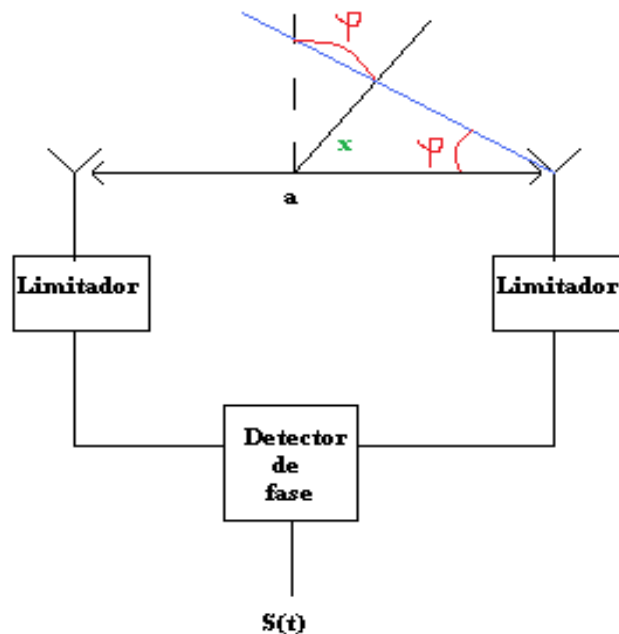 φ
x
φ
a
Limitador
Limitador
Detector
de
fase
S(t)